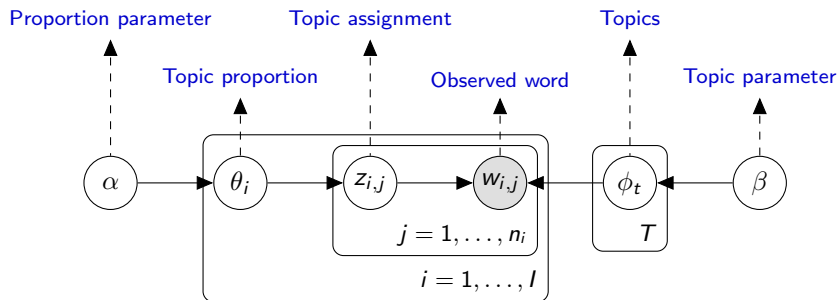 Proportion parameter
Topic assignment
Topics
Topic proportion
Observed word
Topic parameter
α
θ_i
z_{i,j}
w_{i,j}
ϕ_t
β
j = 1, . . . , n_i
T
i = 1, . . . , I